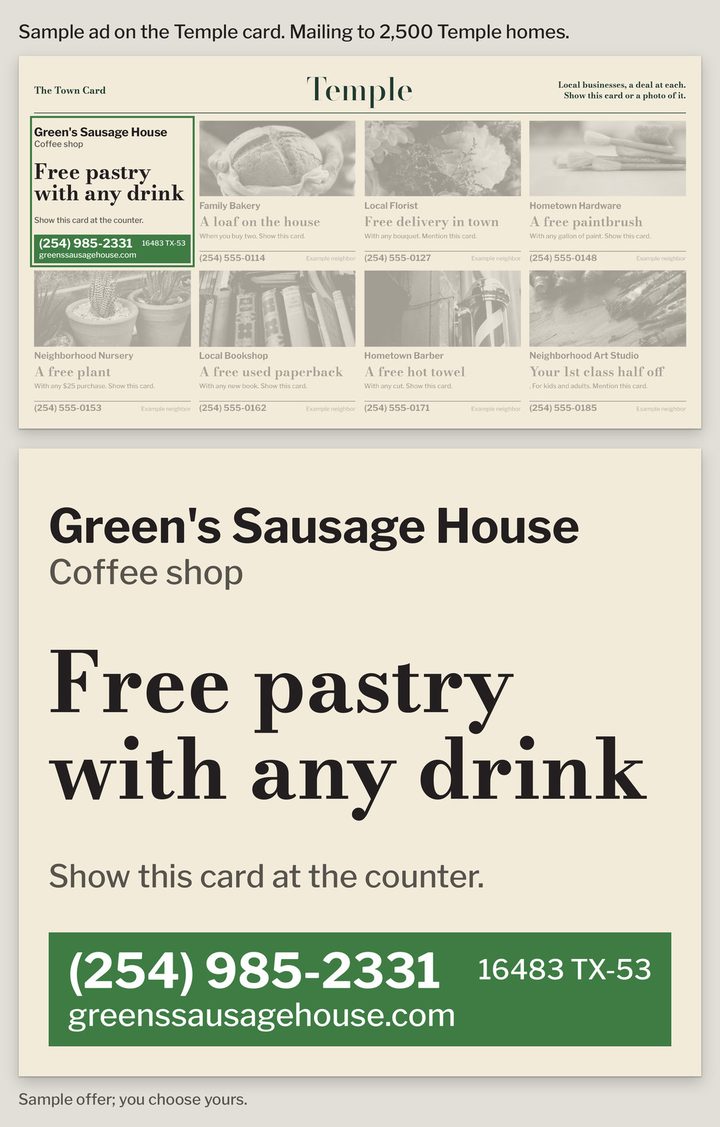 Sample ad on the Temple card. Mailing to 2,500 Temple homes.
The Town Card
Temple
Local businesses, a deal at each.
Show this card or a photo of it.
Green's Sausage House
Coffee shop
Free pastry
with any drink
Show this card at the counter.
(254) 985-2331 16483 TX-53
greenssausagehouse.com
Family Bakery
A loaf on the house
When you buy two. Show this card.
(254) 555-0114 Example neighbor
Local Florist
Free delivery in town
With any bouquet. Mention this card.
(254) 555-0127 Example neighbor
Hometown Hardware
A free paintbrush
With any gallon of paint. Show this card.
(254) 555-0148 Example neighbor
Neighborhood Nursery
A free plant
With any $25 purchase. Show this card.
(254) 555-0153 Example neighbor
Local Bookshop
A free used paperback
With any new book. Show this card.
(254) 555-0162 Example neighbor
Hometown Barber
A free hot towel
With any cut. Show this card.
(254) 555-0171 Example neighbor
Neighborhood Art Studio
Your 1st class half off
For kids and adults. Mention this card.
(254) 555-0185 Example neighbor
Green's Sausage House
Coffee shop
Free pastry
with any drink
Show this card at the counter.
(254) 985-2331 16483 TX-53
greenssausagehouse.com
Sample offer; you choose yours.